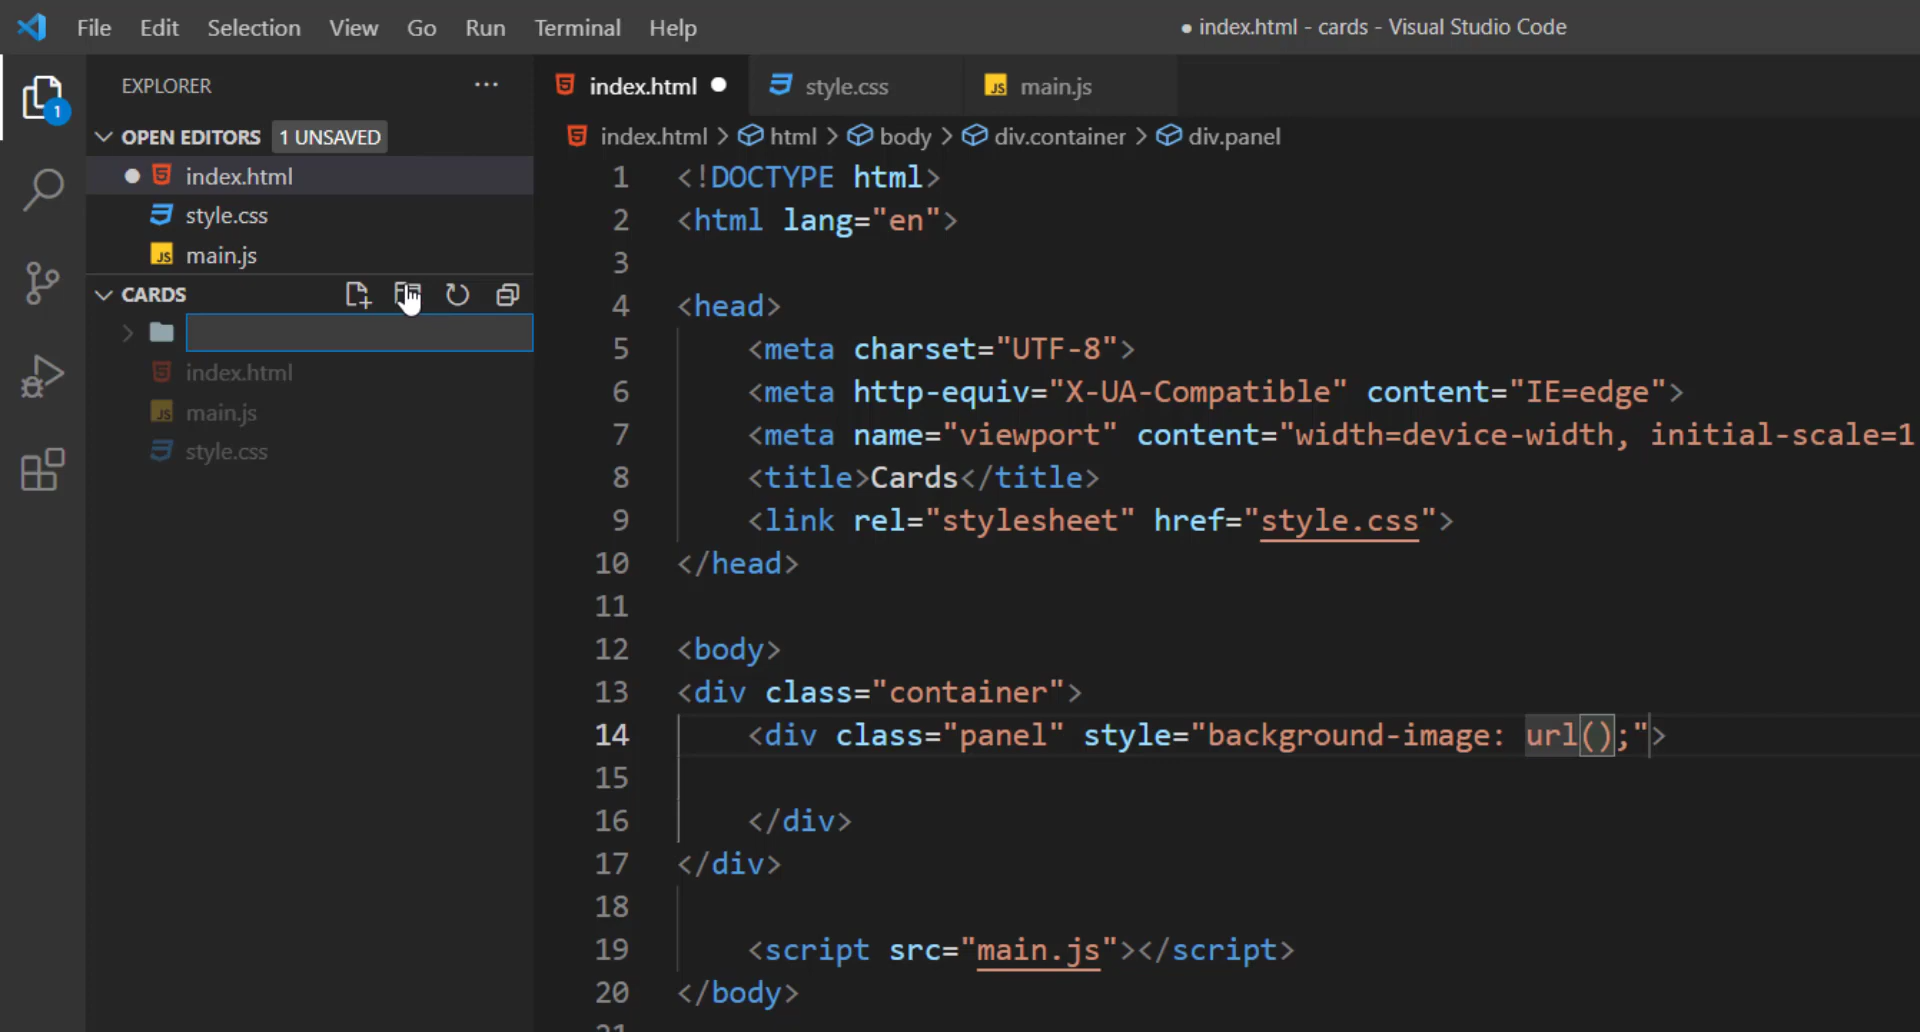 File Edit Selection View Go Run Terminal Help
● index.html - cards - Visual Studio Code
EXPLORER
1
OPEN EDITORS 1 UNSAVED
index.html
style.css
main.js
CARDS
index.html
main.js
style.css
index.html style.css main.js
index.html > html > body > div.container > div.panel
1 <!DOCTYPE html>
2 <html lang="en">
3
4 <head>
5 <meta charset="UTF-8">
6 <meta http-equiv="X-UA-Compatible" content="IE=edge">
7 <meta name="viewport" content="width=device-width, initial-scale=1
8 <title>Cards</title>
9 <link rel="stylesheet" href="style.css">
10 </head>
11
12 <body>
13 <div class="container">
14 <div class="panel" style="background-image: url();">
15
16 </div>
17 </div>
18
19 <script src="main.js"></script>
20 </body>